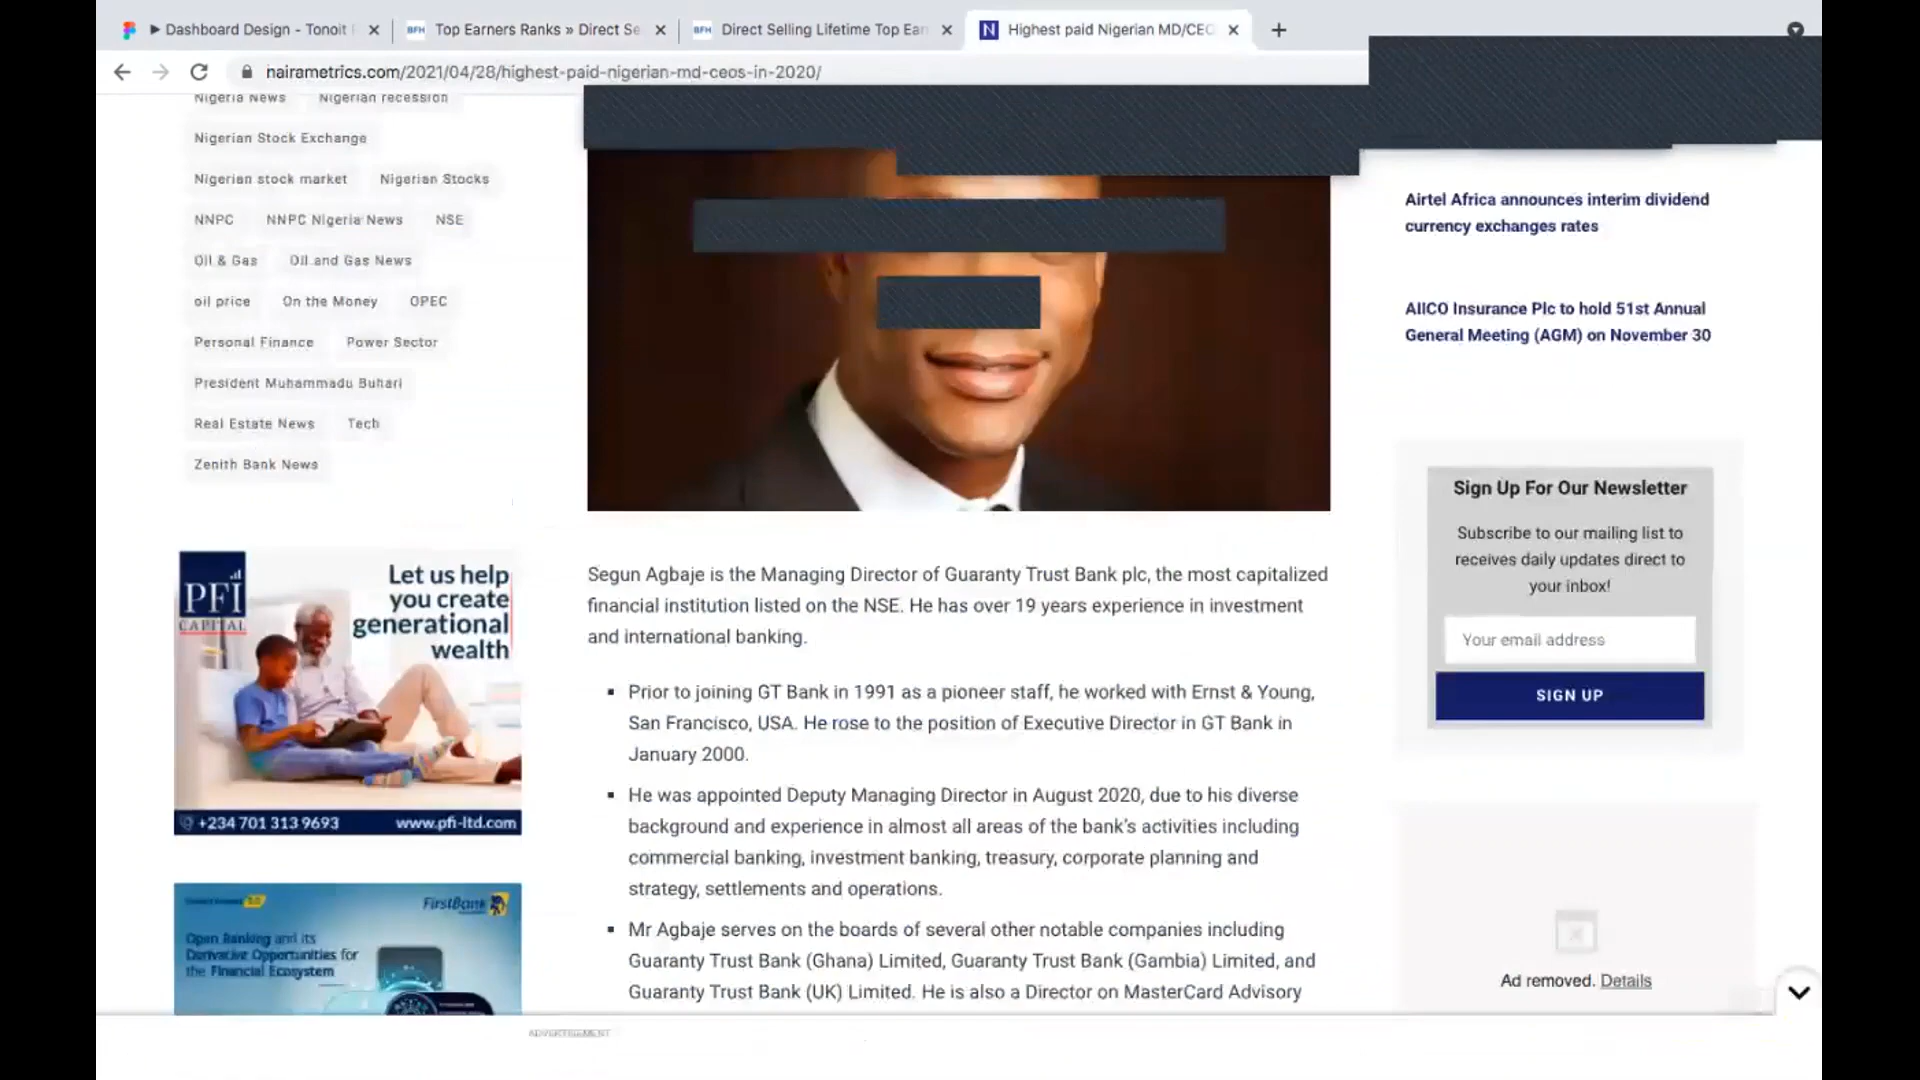 Dashboard Design - Tonoit
Top Earners Ranks » Direct Se
Direct Selling Lifetime Top Earn
Highest paid Nigerian MD/CEO
nairametrics.com/2021/04/28/highest-paid-nigerian-md-ceos-in-2020/
Nigeria News
Nigerian recession
Nigerian Stock Exchange
Nigerian stock market
Nigerian Stocks
NNPC
NNPC Nigeria News
NSE
Oil & Gas
Oil and Gas News
oil price
On the Money
OPEC
Personal Finance
Power Sector
President Muhammadu Buhari
Real Estate News
Tech
Zenith Bank News
PFI
CAPITAL
Let us help
you create
generational
wealth
+234 701 313 9693
www.pfi-ltd.com
FirstBank
Open Banking and its
Derivative Opportunities for
the Financial Ecosystem
Segun Agbaje is the Managing Director of Guaranty Trust Bank plc, the most capitalized
financial institution listed on the NSE. He has over 19 years experience in investment
and international banking.
Prior to joining GT Bank in 1991 as a pioneer staff, he worked with Ernst & Young,
San Francisco, USA. He rose to the position of Executive Director in GT Bank in
January 2000.
He was appointed Deputy Managing Director in August 2020, due to his diverse
background and experience in almost all areas of the bank's activities including
commercial banking, investment banking, treasury, corporate planning and
strategy, settlements and operations.
Mr Agbaje serves on the boards of several other notable companies including
Guaranty Trust Bank (Ghana) Limited, Guaranty Trust Bank (Gambia) Limited, and
Guaranty Trust Bank (UK) Limited. He is also a Director on MasterCard Advisory
Airtel Africa announces interim dividend
currency exchanges rates
AIICO Insurance Plc to hold 51st Annual
General Meeting (AGM) on November 30
Sign Up For Our Newsletter
Subscribe to our mailing list to
receives daily updates direct to
your inbox!
Your email address
SIGN UP
Ad removed. Details
ADVERTISEMENT